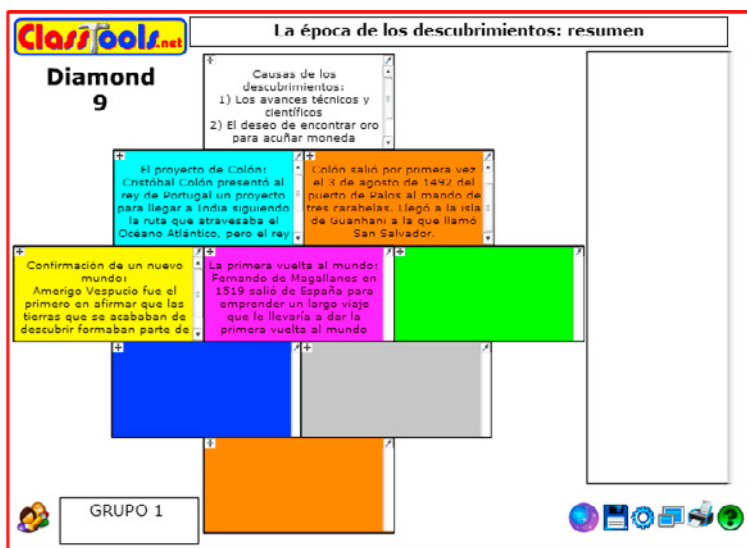 ClassTools.net
La época de los descubrimientos: resumen
Diamond
9
Causas de los
descubrimientos:
1) Los avances técnicos y
científicos
2) El deseo de encontrar oro
para acuñar moneda
El proyecto de Colón:
Cristóbal Colón presentó al
rey de Portugal un proyecto
para llegar a India siguiendo
la ruta que atravesaba el
Océano Atlántico, pero el rey
Colón salió por primera vez
el 3 de agosto de 1492 del
puerto de Palos al mando de
tres carabelas. Llegó a la isla
de Guanhani a la que llamó
San Salvador.
Confirmación de un nuevo
mundo:
Amerigo Vespucio fue el
primero en afirmar que las
tierras que se acababan de
descubrir formaban parte de
La primera vuelta al mundo:
Fernando de Magallanes en
1519 salió de España para
emprender un largo viaje
que le llevaría a dar la
primera vuelta al mundo
GRUPO 1